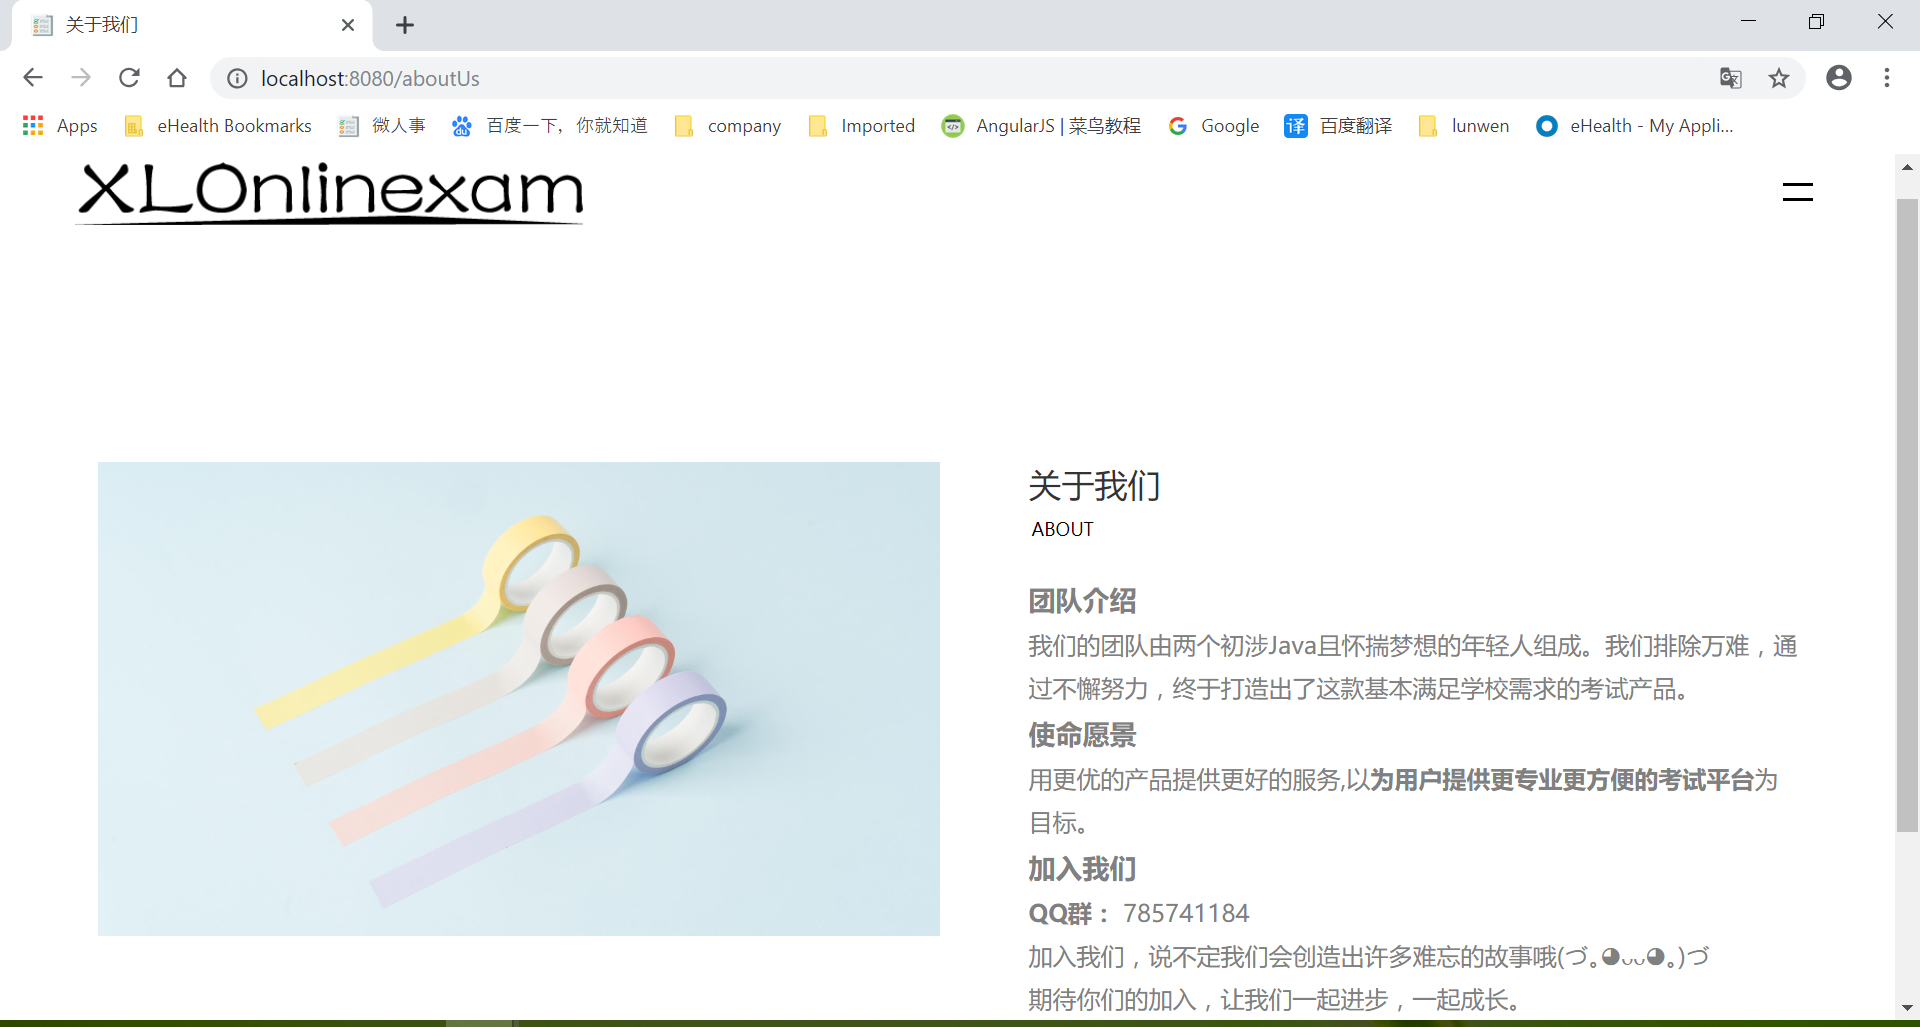 关于我们
localhost:8080/aboutUs
Apps eHealth Bookmarks 微人事 百度一下，你就知道 company Imported AngularJS | 菜鸟教程 Google 译 百度翻译 lunwen eHealth - My Appli...
XLOnlinexam
关于我们
ABOUT
团队介绍
我们的团队由两个初涉Java且怀揣梦想的年轻人组成。我们排除万难，通
过不懈努力，终于打造出了这款基本满足学校需求的考试产品。
使命愿景
用更优的产品提供更好的服务,以为用户提供更专业更方便的考试平台为
目标。
加入我们
QQ群： 785741184
加入我们，说不定我们会创造出许多难忘的故事哦(づ｡◕ᴗᴗ◕｡)づ
期待你们的加入，让我们一起进步，一起成长。